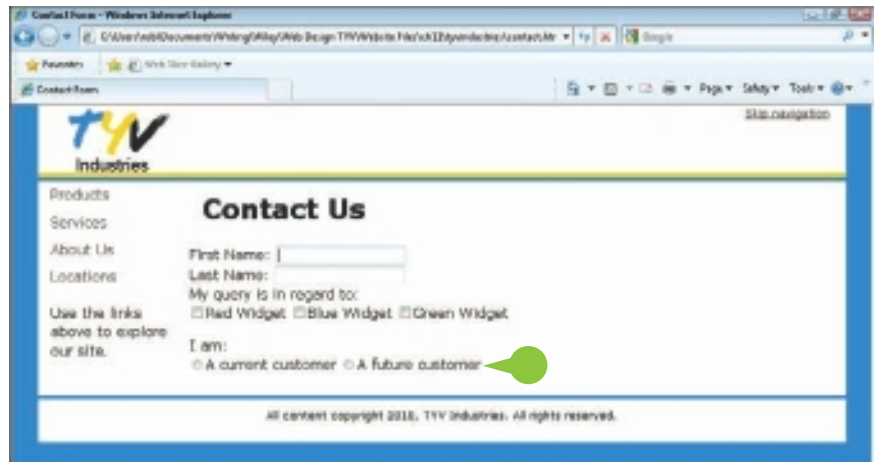 Contact Form - Windows Internet Explorer
Google
Favorites Web Slice Gallery
Contact Form
Page Safety Tools
Skip navigation
TYV
Industries
Products
Services
About Us
Locations
Use the links
above to explore
our site.
Contact Us
First Name:
Last Name:
My query is in regard to:
Red Widget Blue Widget Green Widget
I am:
A current customer A future customer
All content copyright 2010, TYV Industries. All rights reserved.